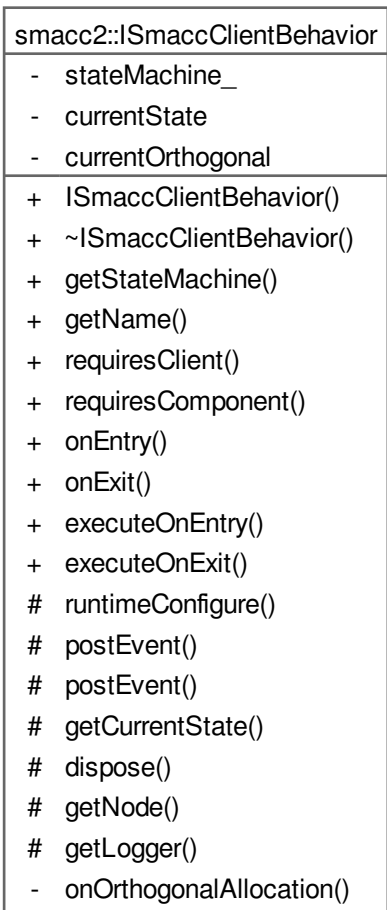 smacc2::ISmaccClientBehavior
- stateMachine_
- currentState
- currentOrthogonal
+ ISmaccClientBehavior()
+ ~ISmaccClientBehavior()
+ getStateMachine()
+ getName()
+ requiresClient()
+ requiresComponent()
+ onEntry()
+ onExit()
+ executeOnEntry()
+ executeOnExit()
# runtimeConfigure()
# postEvent()
# postEvent()
# getCurrentState()
# dispose()
# getNode()
# getLogger()
- onOrthogonalAllocation()